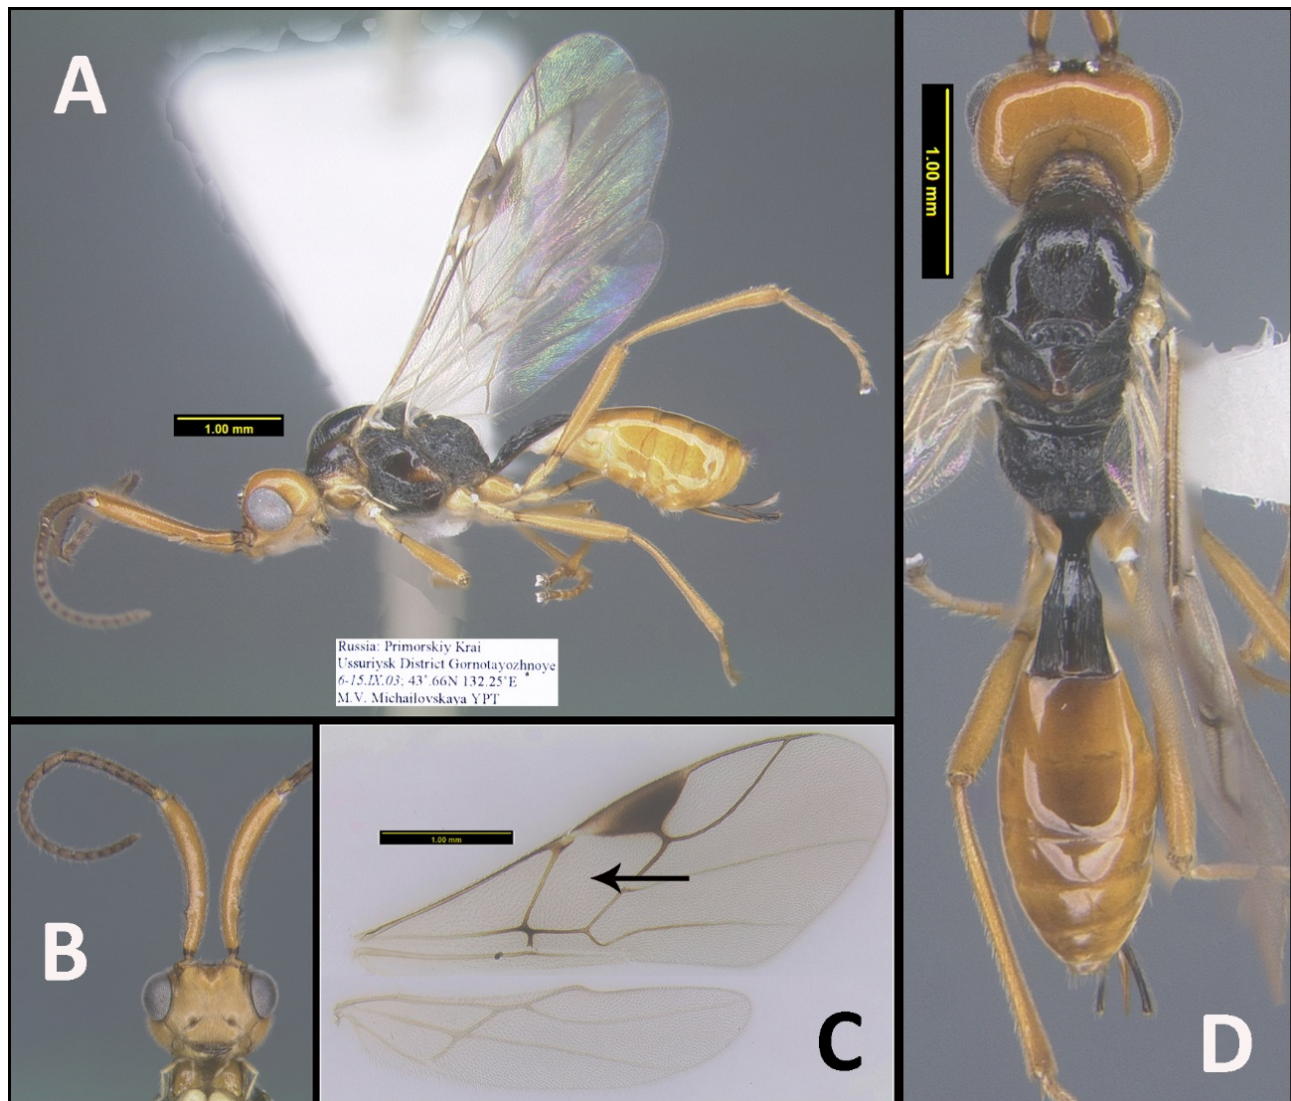 A
1.00 mm
Russia: Primorskiy Krai
Ussuriysk District Gornotayozhnoye
6-15.IX.03; 43˚.66N 132.25˚E
M.V. Michailovskaya YPT
B
1.00 mm
C
1.00 mm
D